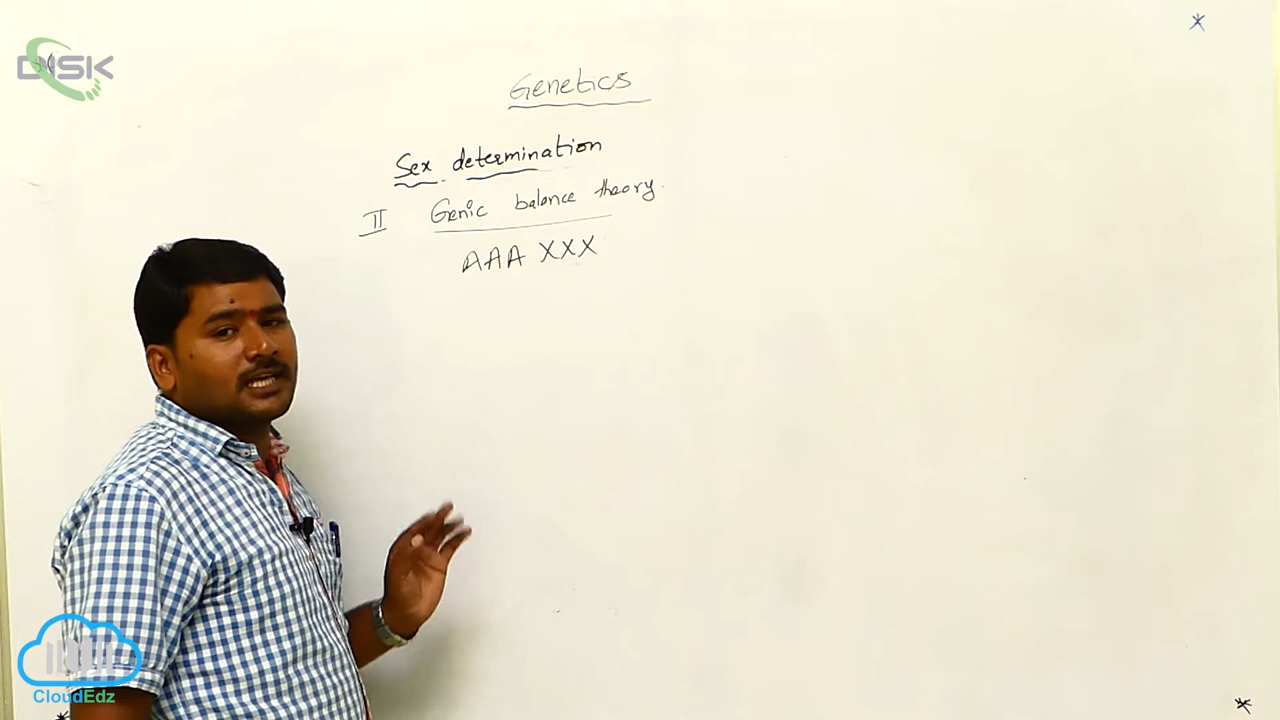 DISK
Genetics
Sex determination
II Genic balance theory.
AAA XXX
CloudEdz